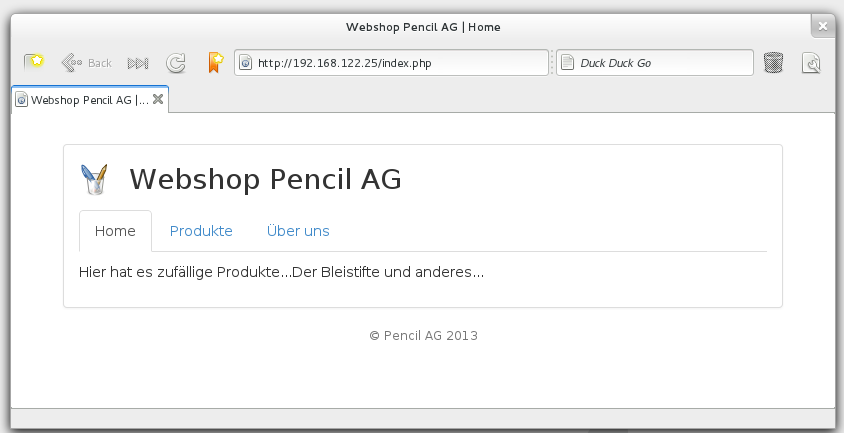 Webshop Pencil AG | Home
Back
http://192.168.122.25/index.php
Duck Duck Go
Webshop Pencil AG |...
Webshop Pencil AG
Home Produkte Über uns
Hier hat es zufällige Produkte...Der Bleistifte und anderes...
© Pencil AG 2013